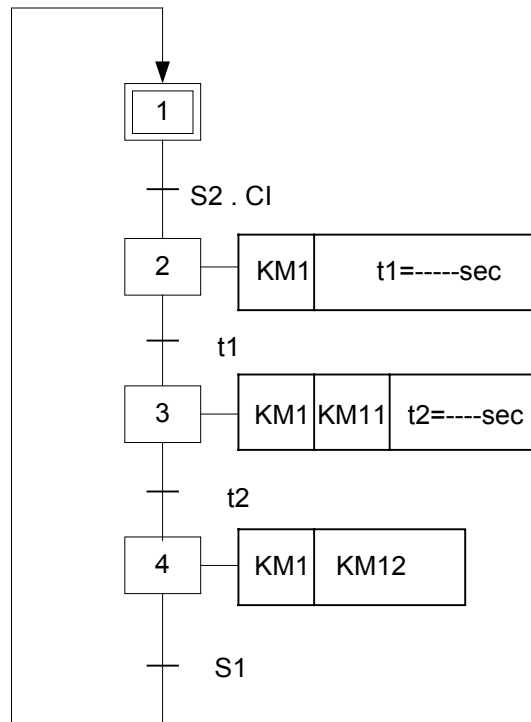 1
S2 . CI
2
KM1 t1=-----sec
t1
3
KM1 KM11 t2=----sec
t2
4
KM1 KM12
S1